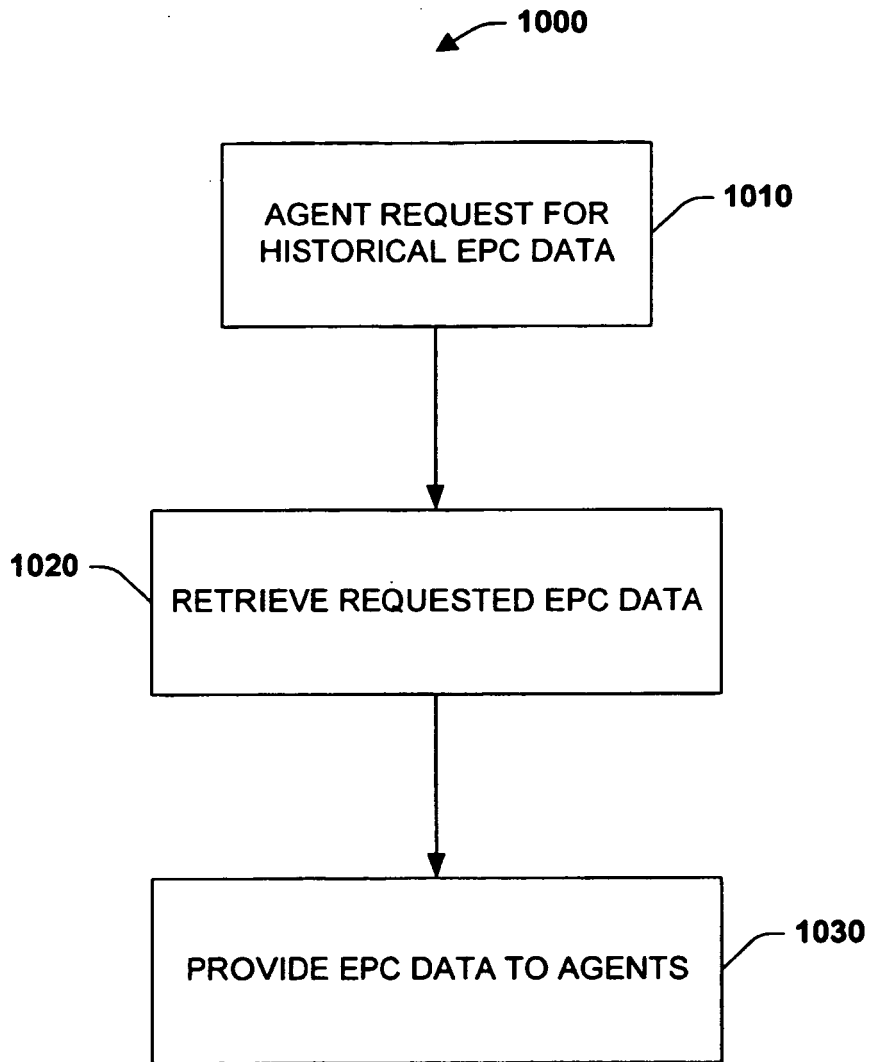 1000
AGENT REQUEST FOR
HISTORICAL EPC DATA
1010
1020
RETRIEVE REQUESTED EPC DATA
PROVIDE EPC DATA TO AGENTS
1030